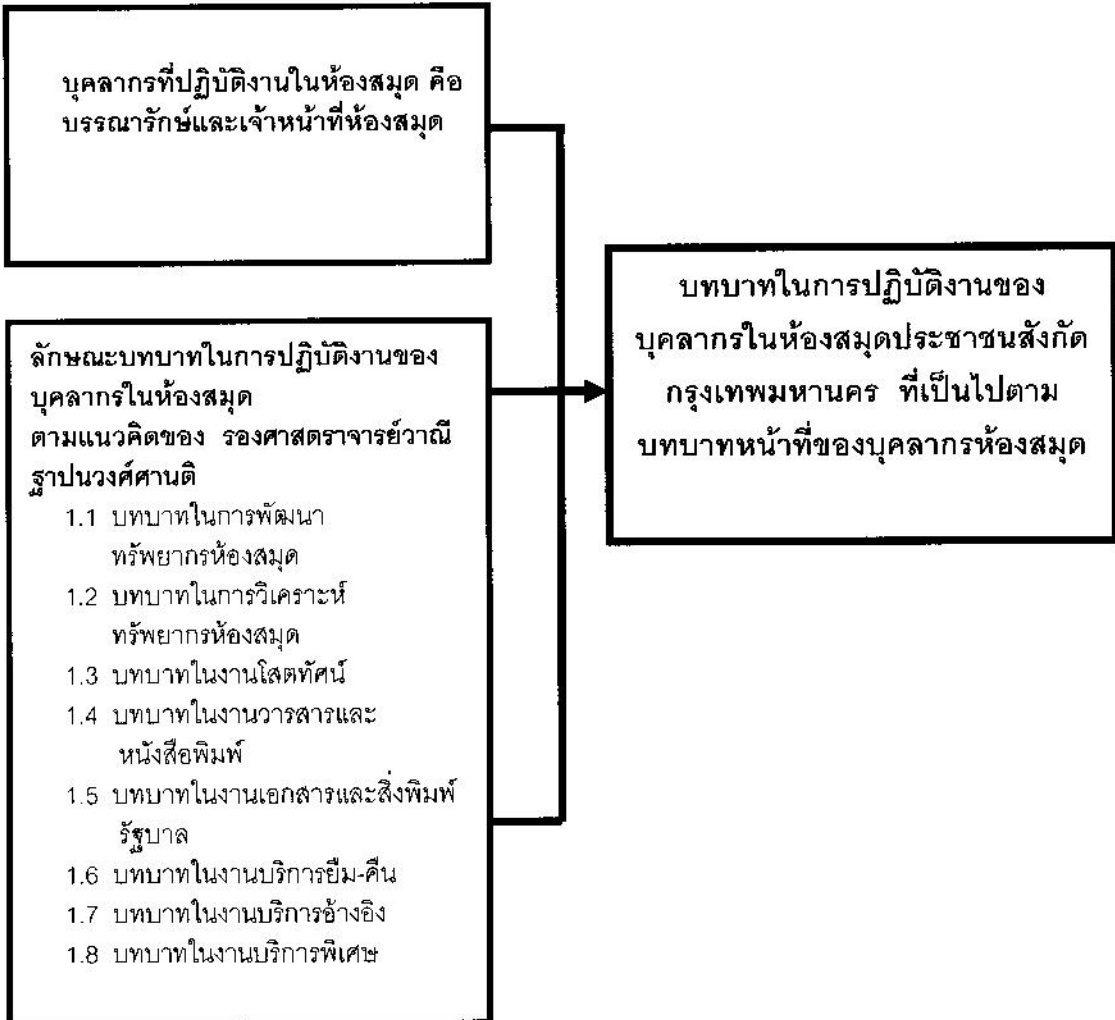 บุคลากรที่ปฏิบัติงานในห้องสมุด คือ
บรรณารักษ์และเจ้าหน้าที่ห้องสมุด
ลักษณะบทบาทในการปฏิบัติงานของ
บุคลากรในห้องสมุด
ตามแนวคิดของ รองศาสตราจารย์วาณี
ฐาปนวงศ์ศานติ
1.1 บทบาทในการพัฒนา
ทรัพยากรห้องสมุด
1.2 บทบาทในการวิเคราะห์
ทรัพยากรห้องสมุด
1.3 บทบาทในงานโสตทัศน์
1.4 บทบาทในงานวารสารและ
หนังสือพิมพ์
1.5 บทบาทในงานเอกสารและสิ่งพิมพ์
รัฐบาล
1.6 บทบาทในงานบริการยืม-คืน
1.7 บทบาทในงานบริการอ้างอิง
1.8 บทบาทในงานบริการพิเศษ
บทบาทในการปฏิบัติงานของ
บุคลากรในห้องสมุดประชาชนสังกัด
กรุงเทพมหานคร ที่เป็นไปตาม
บทบาทหน้าที่ของบุคลากรห้องสมุด